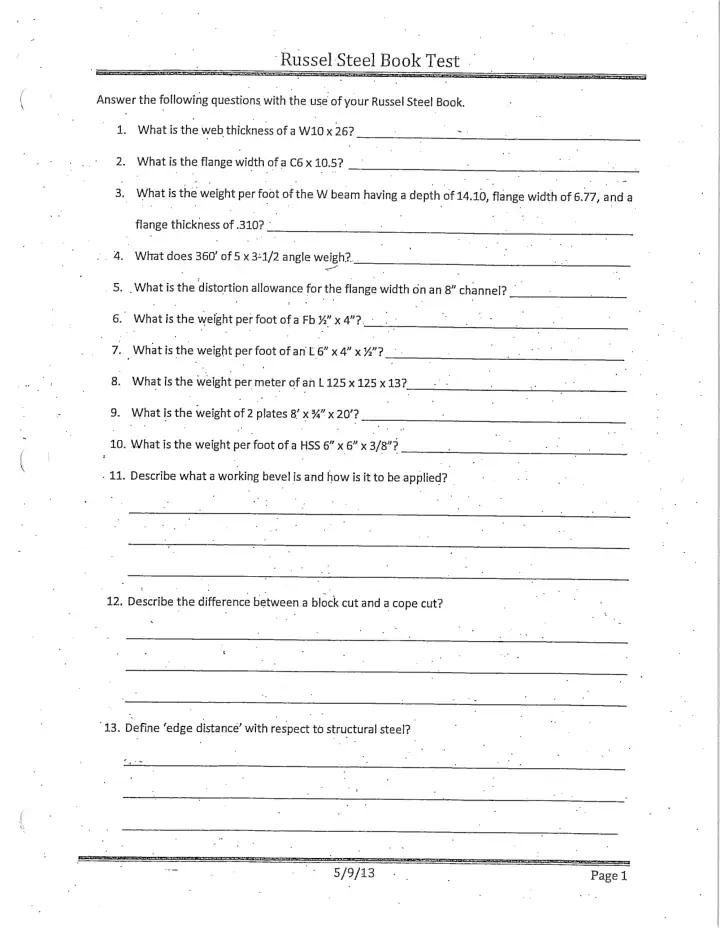 Russel Steel Book Test
Answer the following questions with the use of your Russel Steel Book.
1. What is the web thickness of a W10 x 26?
2. What is the flange width of a C6 x 10.5?
3. What is the weight per foot of the W beam having a depth of 14.10, flange width of 6.77, and a
flange thickness of .310?
4. What does 360' of 5 x 3-1/2 angle weigh?
5. What is the distortion allowance for the flange width on an 8" channel?
6. What is the weight per foot of a Fb ½" x 4"?
7. What is the weight per foot of an L 6" x 4" x ½"?
8. What is the weight per meter of an L 125 x 125 x 13?
9. What is the weight of 2 plates 8' x ¾" x 20'?
10. What is the weight per foot of a HSS 6" x 6" x 3/8"?
11. Describe what a working bevel is and how is it to be applied?
12. Describe the difference between a block cut and a cope cut?
13. Define 'edge distance' with respect to structural steel?
5/9/13
Page 1